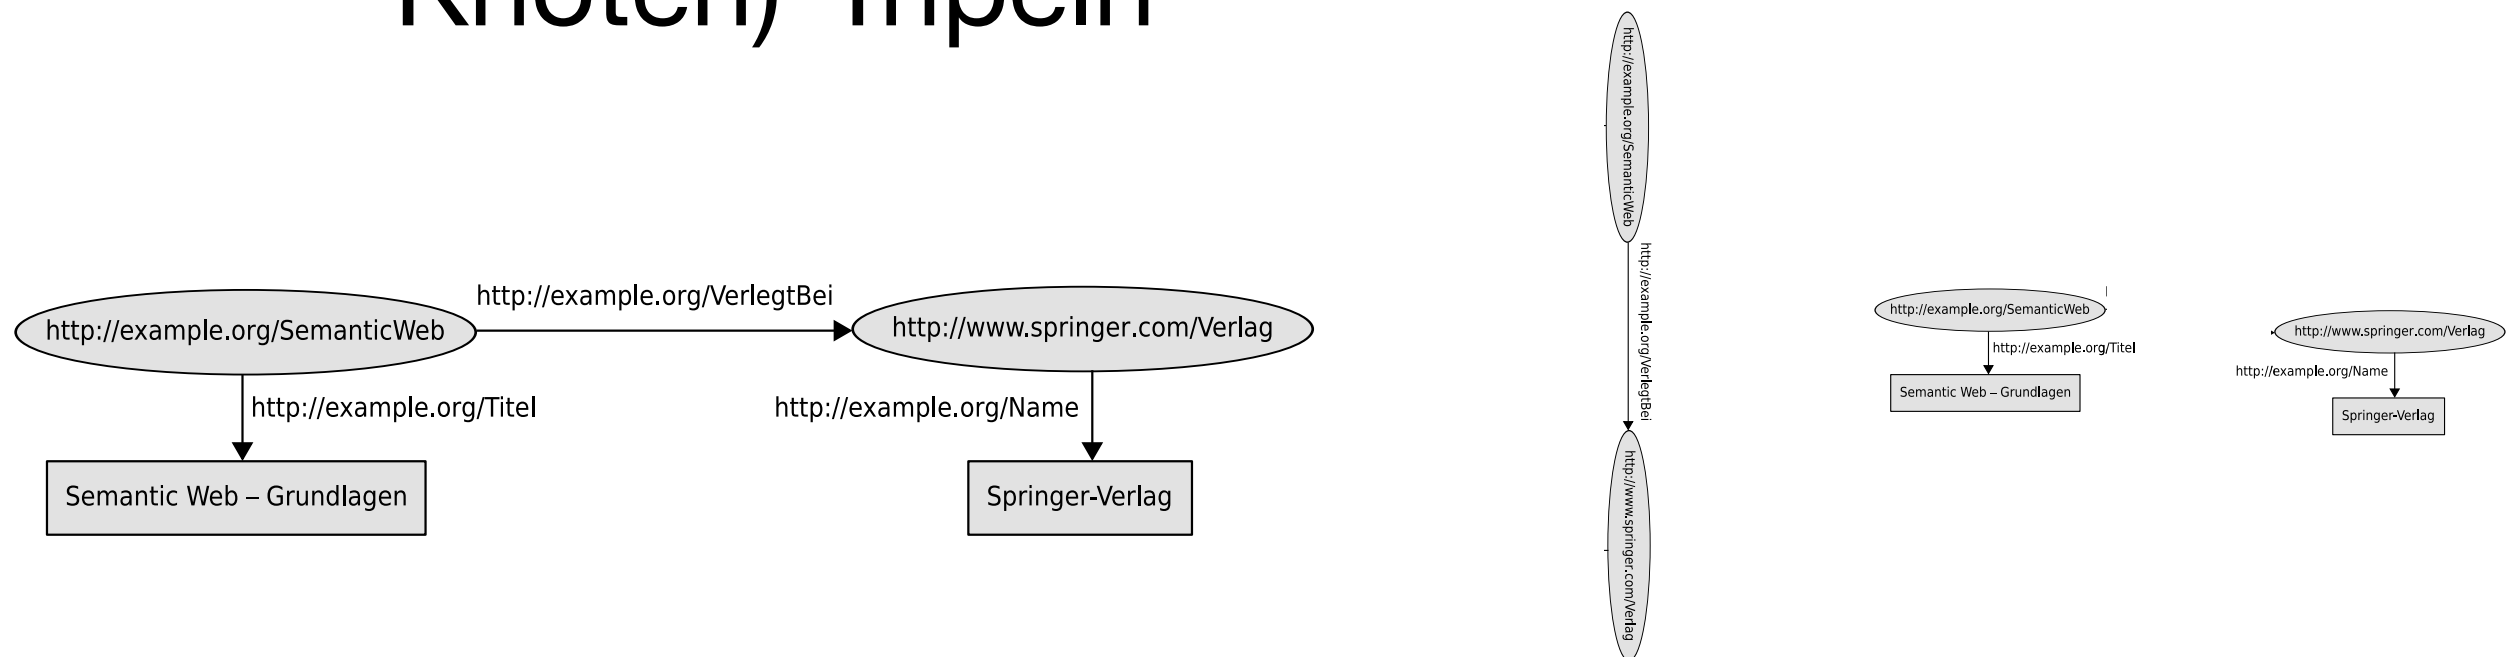 Knoten)-Tripeln
http://example.org/VerlegtBei
http://example.org/SemanticWeb
http://www.springer.com/Verlag
http://example.org/Titel
http://example.org/Name
Semantic Web – Grundlagen
Springer-Verlag
http://example.org/SemanticWeb
http://example.org/VerlegtBei
http://www.springer.com/Verlag
http://example.org/SemanticWeb
http://example.org/Titel
Semantic Web – Grundlagen
http://www.springer.com/Verlag
http://example.org/Name
Springer-Verlag